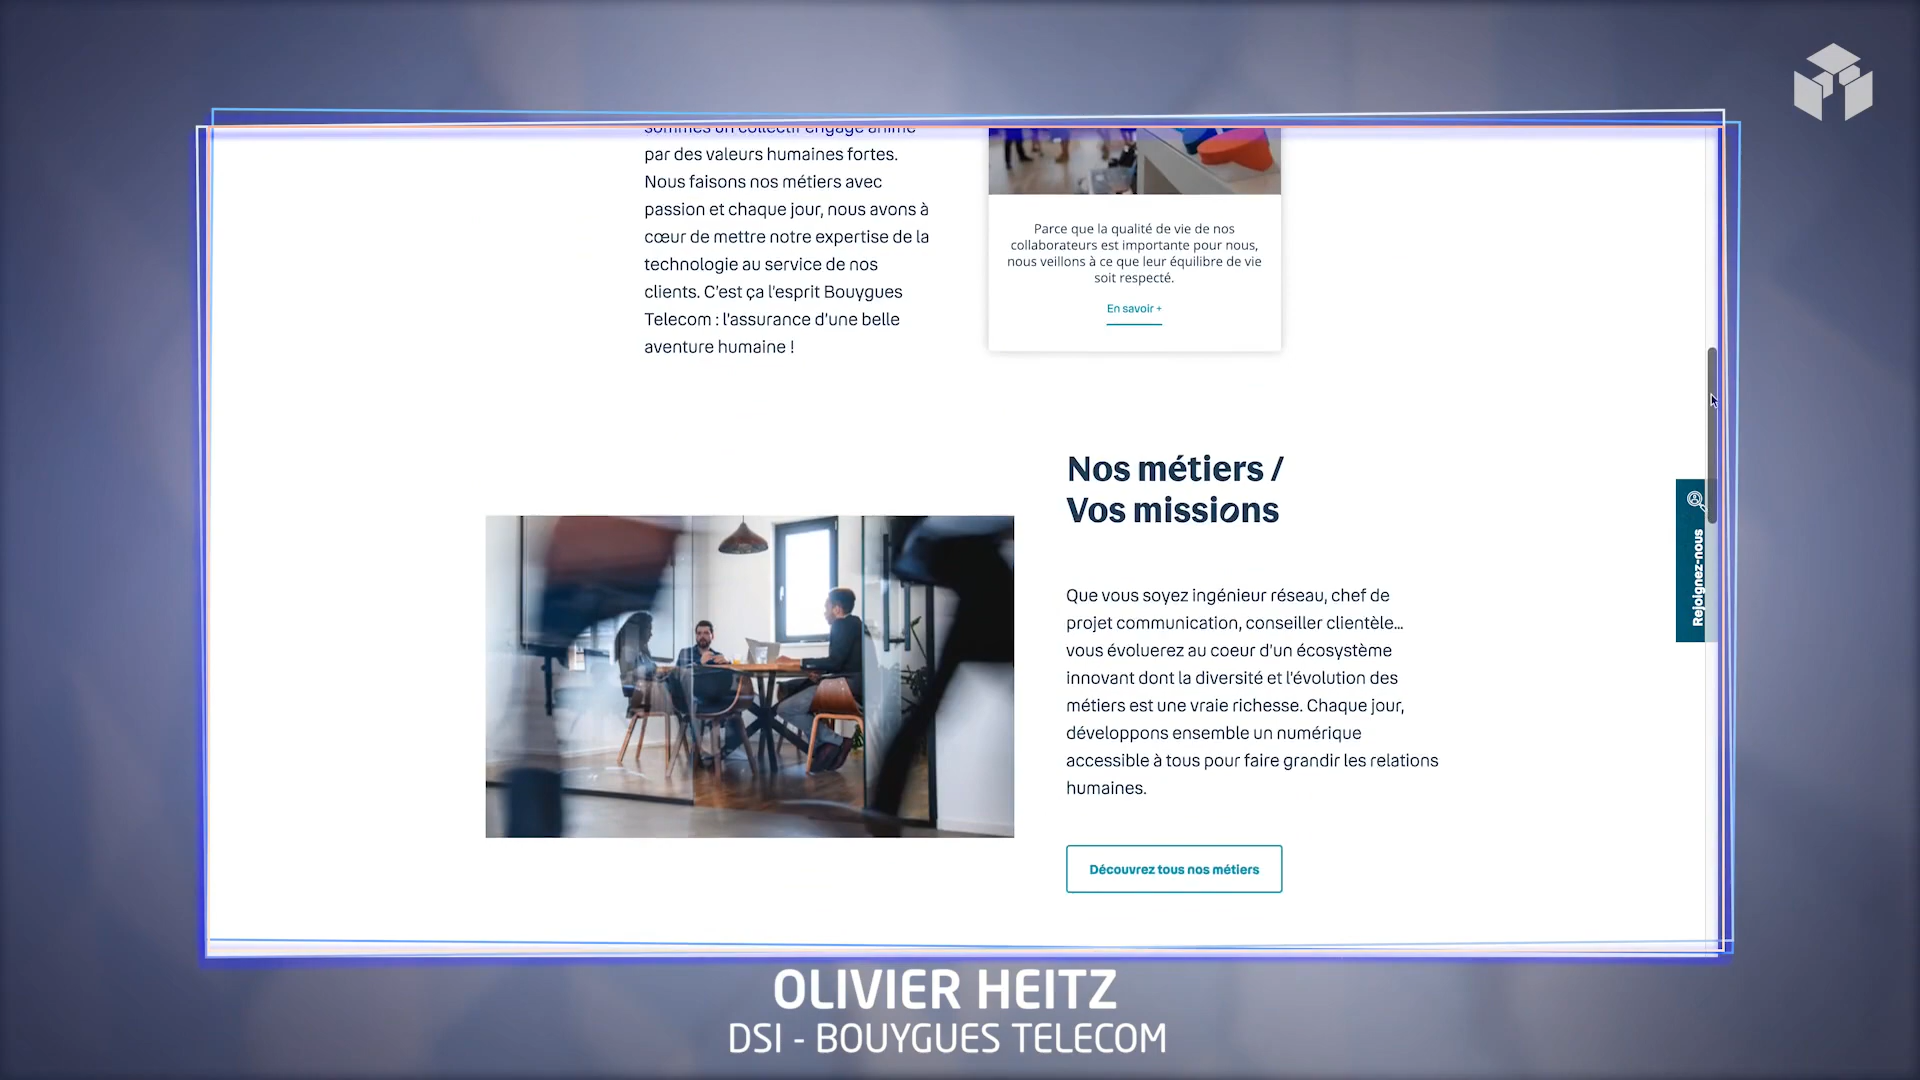 sommes un collectif engagé animé
par des valeurs humaines fortes.
Nous faisons nos métiers avec
passion et chaque jour, nous avons à
cœur de mettre notre expertise de la
technologie au service de nos
clients. C'est ça l'esprit Bouygues
Telecom : l'assurance d'une belle
aventure humaine !
Parce que la qualité de vie de nos
collaborateurs est importante pour nous,
nous veillons à ce que leur équilibre de vie
soit respecté.
En savoir +
Nos métiers /
Vos missions
Que vous soyez ingénieur réseau, chef de
projet communication, conseiller clientèle...
vous évoluerez au coeur d'un écosystème
innovant dont la diversité et l'évolution des
métiers est une vraie richesse. Chaque jour,
développons ensemble un numérique
accessible à tous pour faire grandir les relations
humaines.
Découvrez tous nos métiers
Rejoignez-nous
OLIVIER HEITZ
DSI - BOUYGUES TELECOM